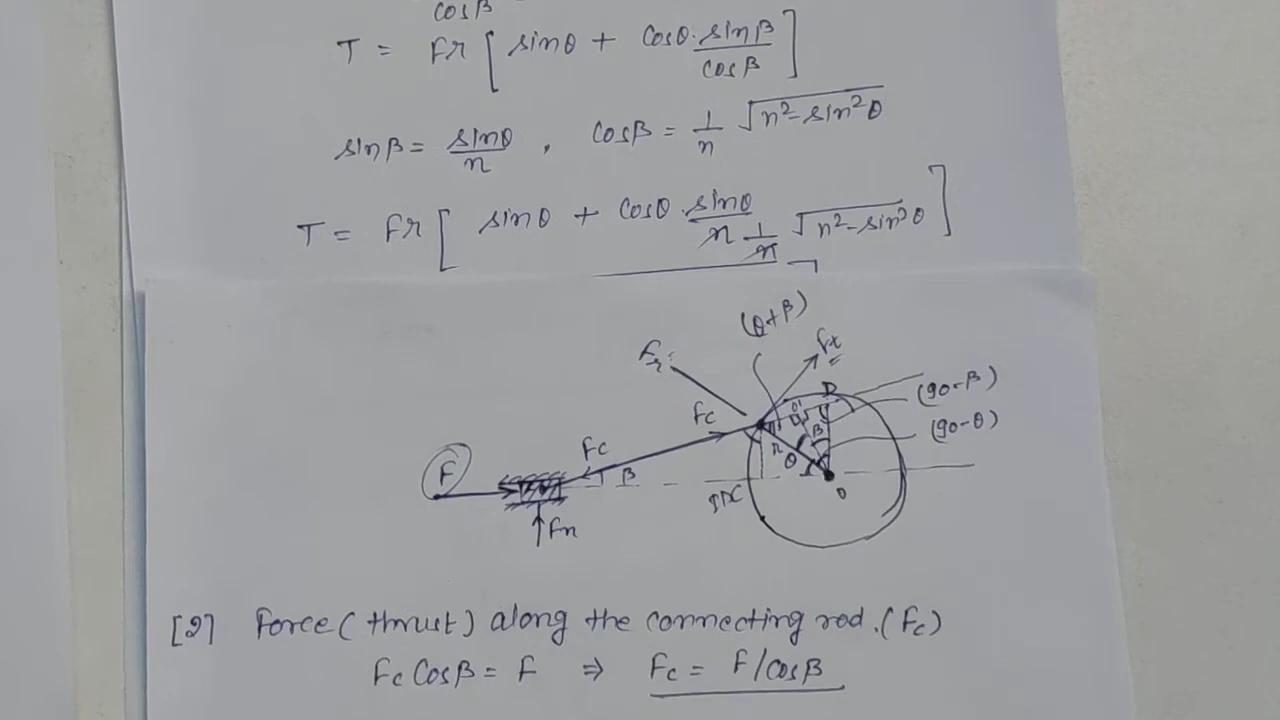 cosβ
T = Fr [ sinθ + cosθ. sinβ / cosβ ]
sinβ = sinθ / n , cosβ = 1/n √n²-sin²θ
T = Fr [ sinθ + cosθ. sinθ / n 1/n √n²-sin²θ ]
(θ+β)
Fr
Ft
D
(90-β)
Fc
(90-θ)
Fc
β
r
θ
F
β
IDC
O
Fn
[2] Force (thrust) along the connecting rod. (Fc)
Fc Cosβ = F ⇒ Fc = F/cosβ